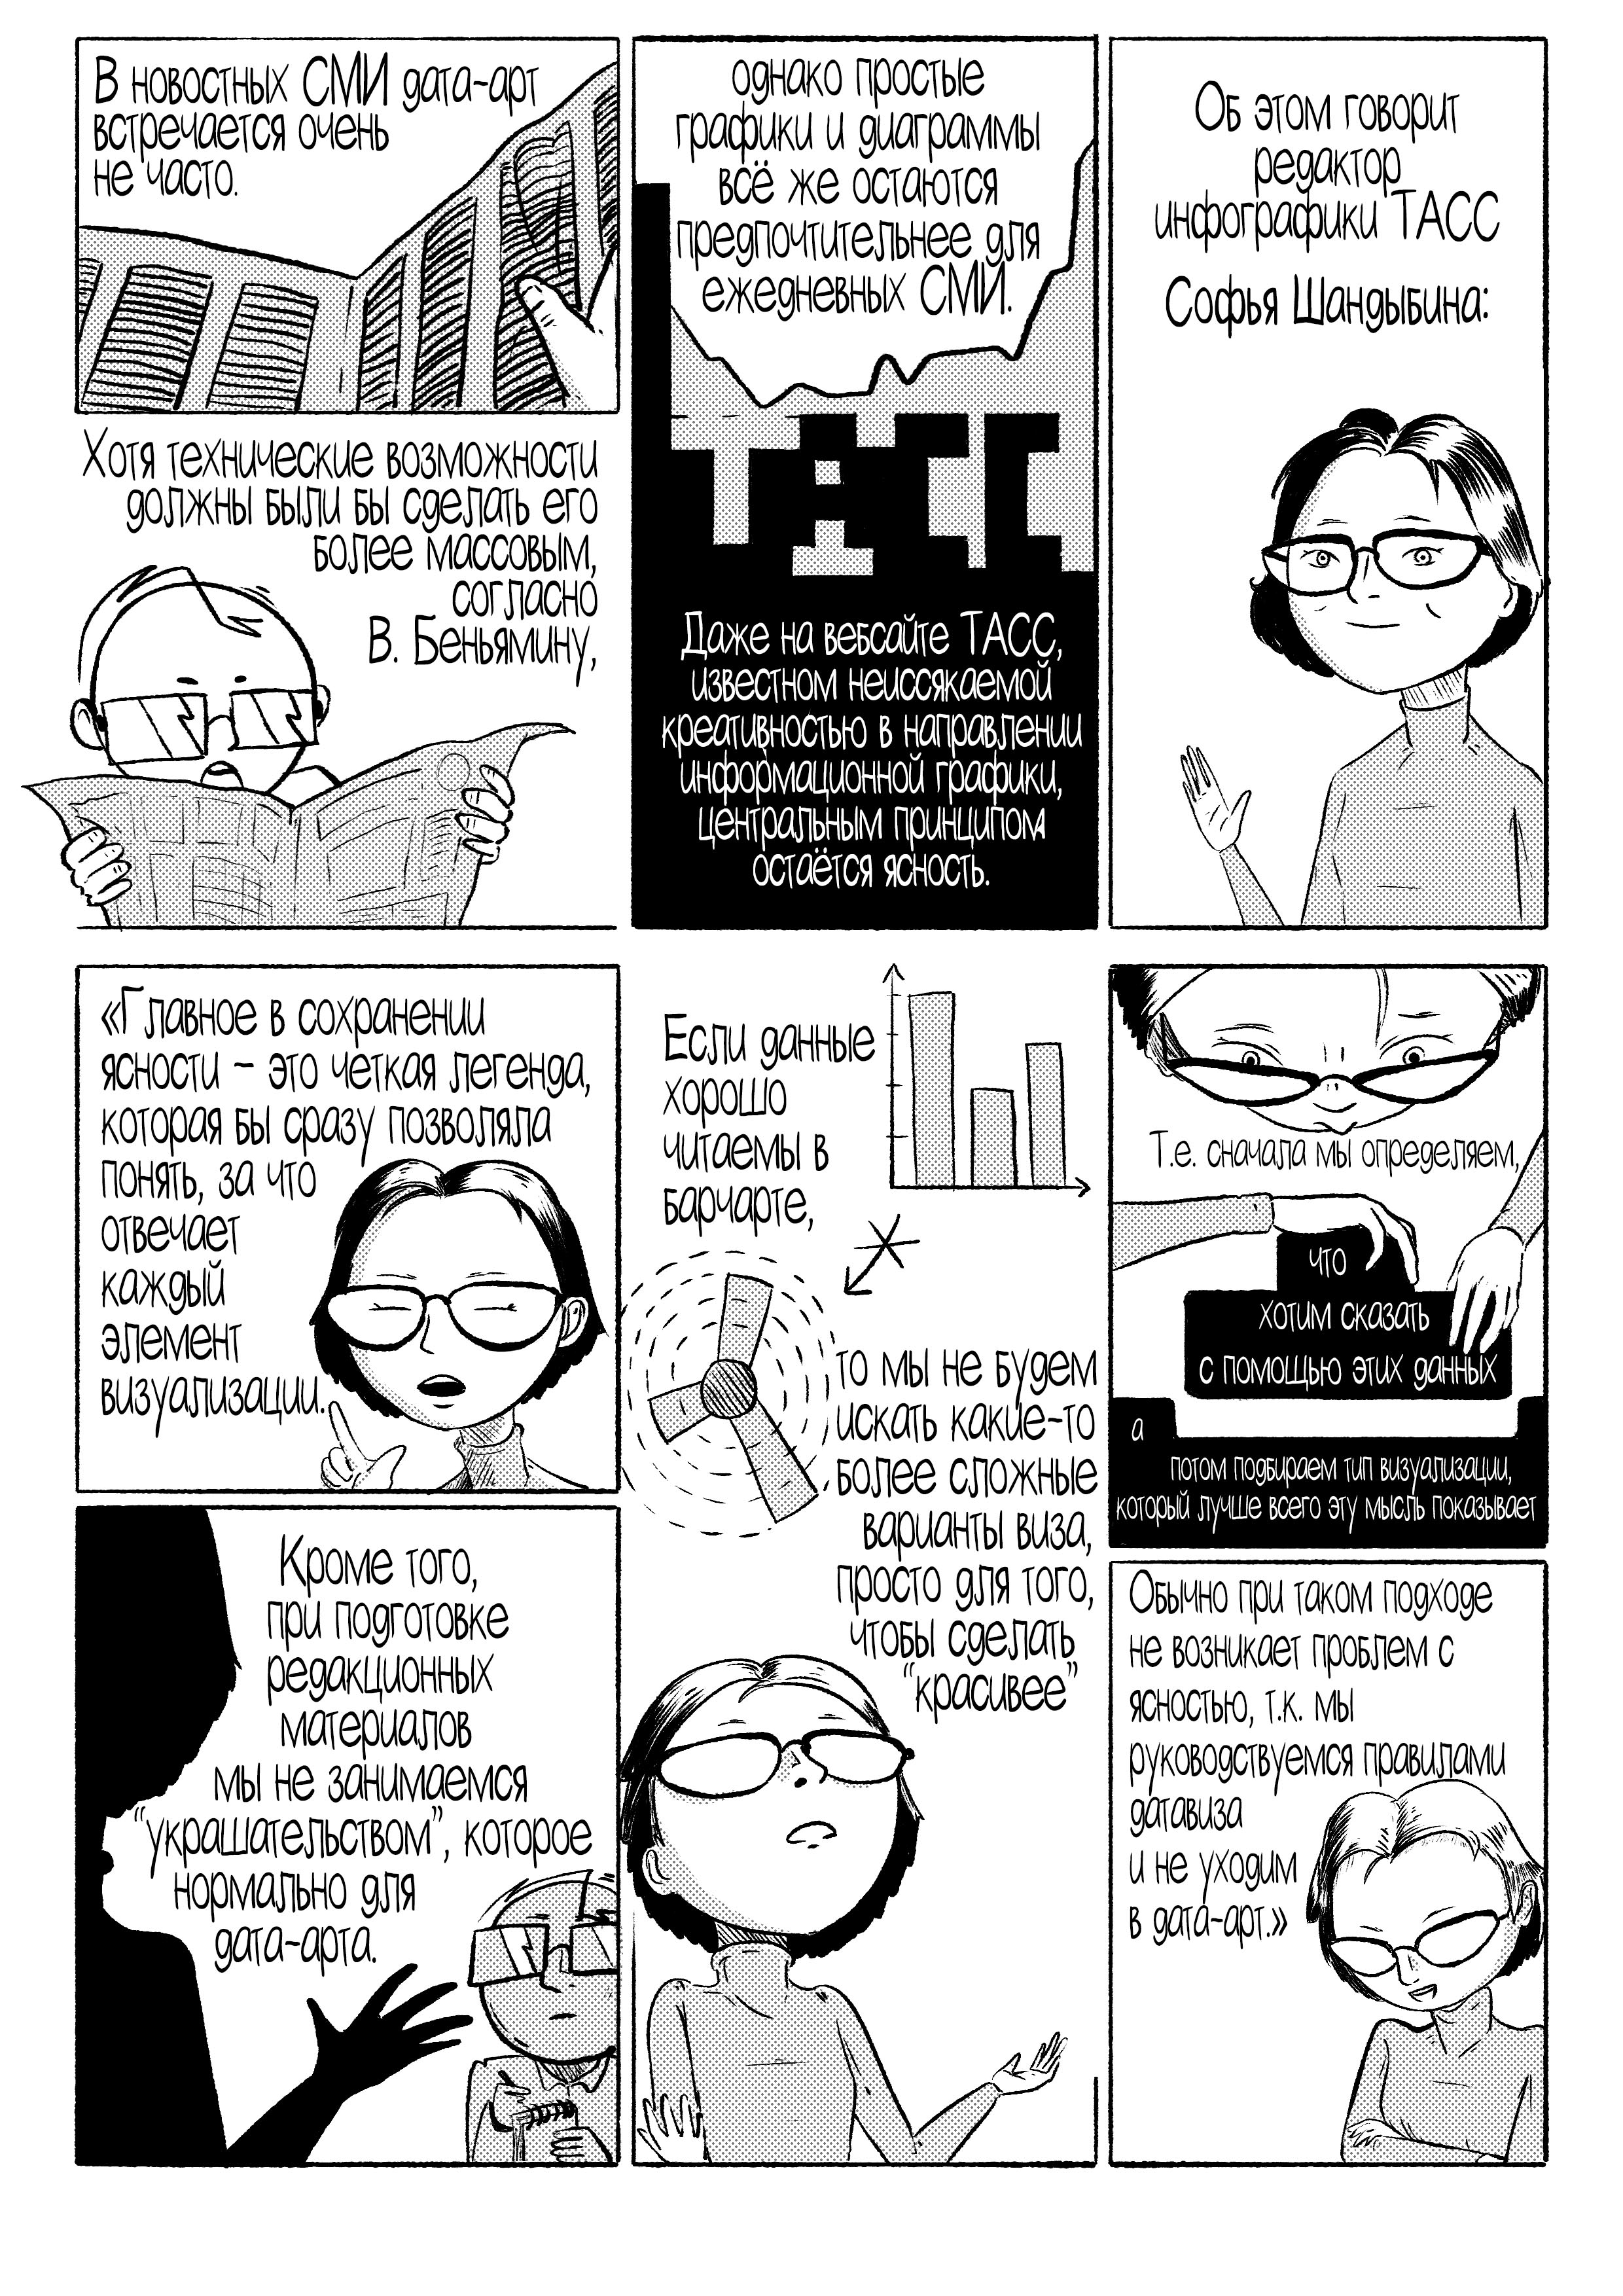 В новостных СМИ дата-арт
встречается очень
не часто.
Хотя технические возможности
должны были бы сделать его
более массовым,
согласно
В. Беньямину,
однако простые
графики и диаграммы
всё же остаются
предпочтительнее для
ежедневных СМИ.
ТАСС
Даже на вебсайте ТАСС,
известном неиссякаемой
креативностью в направлении
информационной графики,
центральным принципом
остаётся ясность.
Об этом говорит
редактор
инфографики ТАСС
Софья Шандыбина:
«Главное в сохранении
ясности – это четкая легенда,
которая бы сразу позволяла
понять, за что
отвечает
каждый
элемент
визуализации.
Кроме того,
при подготовке
редакционных
материалов
мы не занимаемся
“украшательством”, которое
нормально для
дата-арта.
Если данные
хорошо
читаемы в
барчарте,
то мы не будем
искать какие-то
более сложные
варианты виза,
просто для того,
чтобы сделать
“красивее”
Т.е. сначала мы определяем,
что
хотим сказать
с помощью этих данных
а
потом подбираем тип визуализации,
который лучше всего эту мысль показывает
Обычно при таком подходе
не возникает проблем с
ясностью, т.к. мы
руководствуемся правилами
датавиза
и не уходим
в дата-арт.»